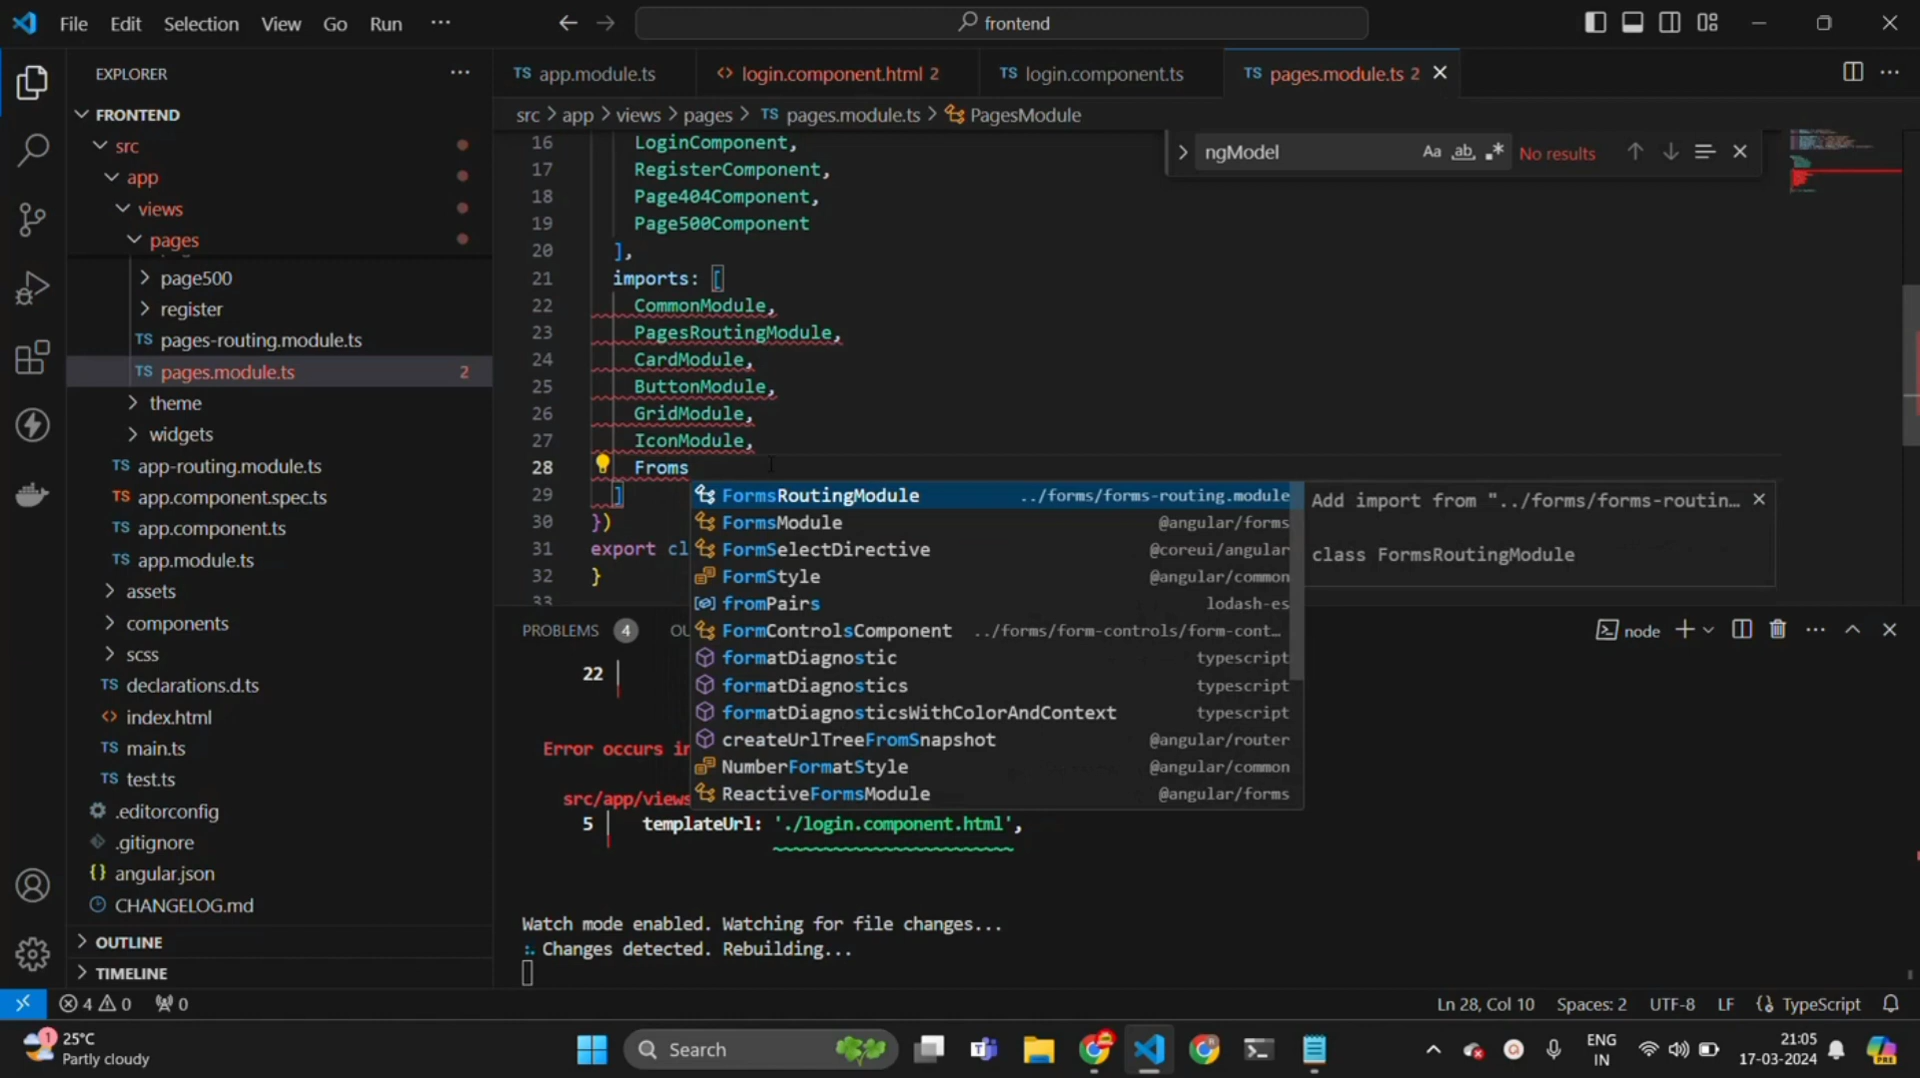 File Edit Selection View Go Run ···
frontend
EXPLORER
FRONTEND
src
app
views
pages
page500
register
TS pages-routing.module.ts
TS pages.module.ts 2
theme
widgets
TS app-routing.module.ts
TS app.component.spec.ts
TS app.component.ts
TS app.module.ts
assets
components
scss
TS declarations.d.ts
<> index.html
TS main.ts
TS test.ts
.editorconfig
.gitignore
{} angular.json
CHANGELOG.md
OUTLINE
TIMELINE
TS app.module.ts
<> login.component.html 2
TS login.component.ts
TS pages.module.ts 2
src > app > views > pages > TS pages.module.ts > PagesModule
ngModel Aa ab, .* No results
16 LoginComponent,
17 RegisterComponent,
18 Page404Component,
19 Page500Component
20 ],
21 imports: [
22 CommonModule,
23 PagesRoutingModule,
24 CardModule,
25 ButtonModule,
26 GridModule,
27 IconModule,
28 Froms
29 ]
30 })
31 export cl
32 }
33
FormsRoutingModule ../forms/forms-routing.module
FormsModule @angular/forms
FormSelectDirective @coreui/angular
FormStyle @angular/common
fromPairs lodash-es
FormControlsComponent ../forms/form-controls/form-cont…
formatDiagnostic typescript
formatDiagnostics typescript
formatDiagnosticsWithColorAndContext typescript
createUrlTreeFromSnapshot @angular/router
NumberFormatStyle @angular/common
ReactiveFormsModule @angular/forms
Add import from "../forms/forms-routin…
class FormsRoutingModule
PROBLEMS 4 OU
node
22
Error occurs in
src/app/views
5 templateUrl: './login.component.html',
Watch mode enabled. Watching for file changes...
Changes detected. Rebuilding...
4 0 0
Ln 28, Col 10 Spaces: 2 UTF-8 LF {} TypeScript
1
25°C
Partly cloudy
Search
ENG
IN
21:05
17-03-2024
PRE